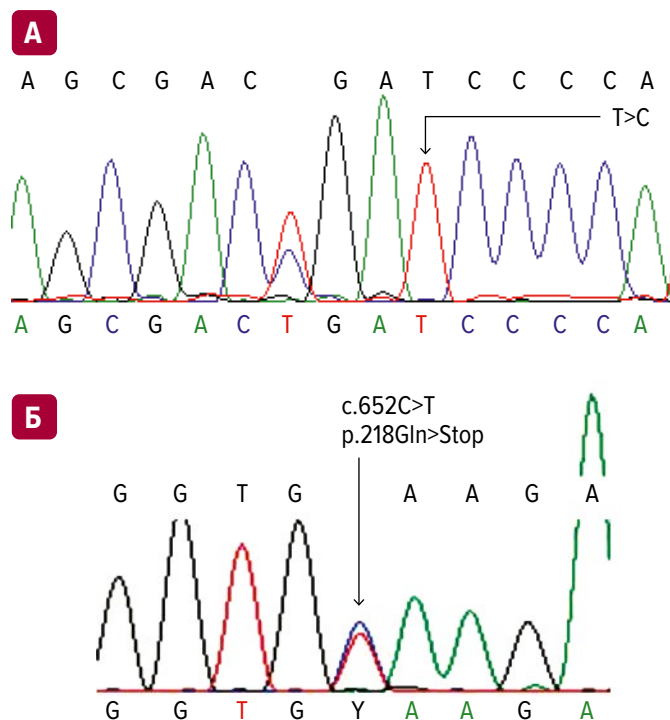 А
A G C G A C G A T C C C C A
T>C
A G C G A C T G A T C C C C A
Б
c.652C>T
p.218Gln>Stop
G G T G A A G A
G G T G Y A A G A